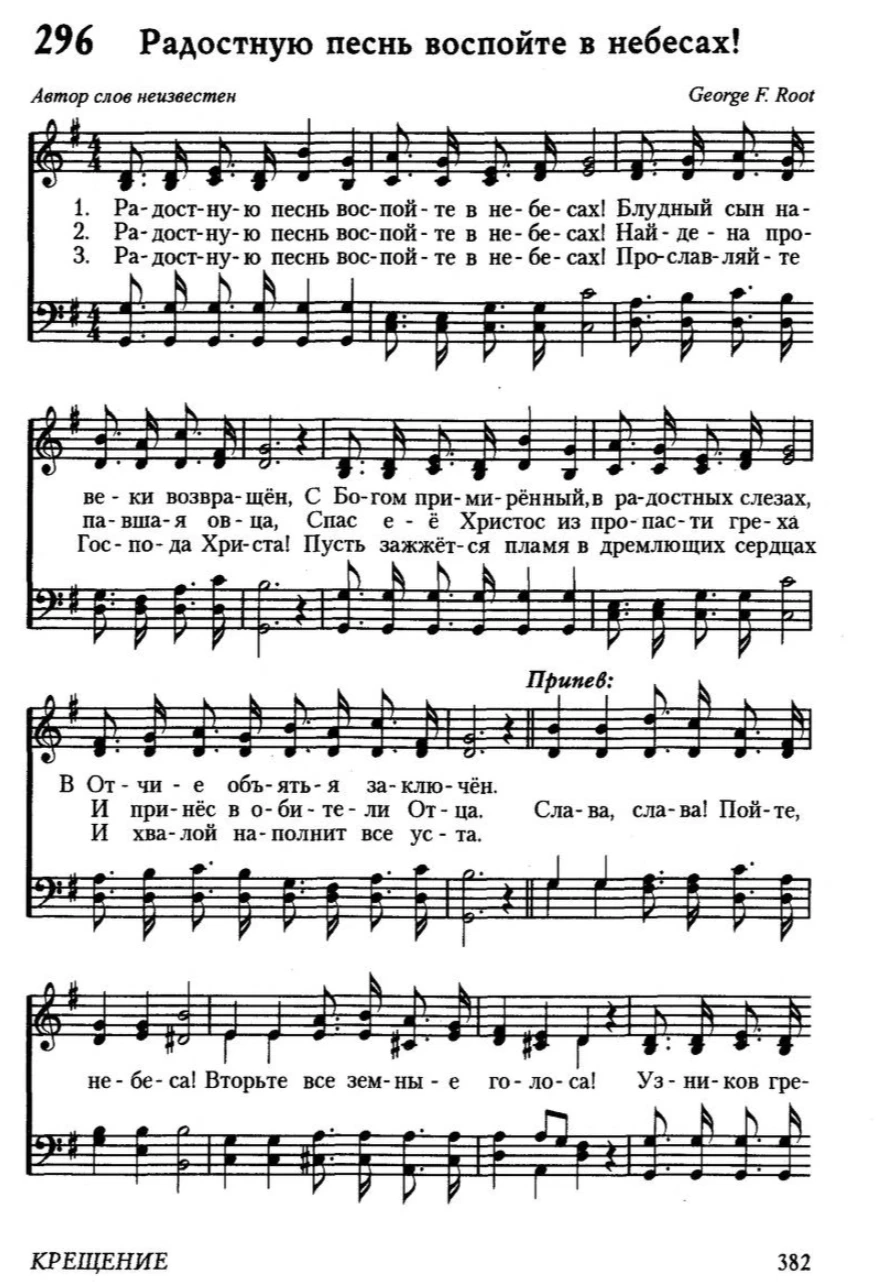 296 Радостную песнь воспойте в небесах!
Автор слов неизвестен George F. Root
1. Ра-дост-ну-ю песнь вос-пой-те в не-бе-сах! Блудный сын на-
2. Ра-дост-ну-ю песнь вос-пой-те в не-бе-сах! Най-де-на про-
3. Ра-дост-ну-ю песнь вос-пой-те в не-бе-сах! Про-слав-ляй-те
ве-ки возвра-щён, С Бо-гом при-ми-рённый, в ра-достных слезах,
па-вша-я ов-ца, Спас е-ё Христос из про-пас-ти гре-ха
Гос-по-да Хри-ста! Пусть зажжёт-ся пламя в дремлющих сердцах
Припев:
В От-чи-е объ-ять-я за-клю-чён.
И при-нёс в о-би-те-ли От-ца. Сла-ва, сла-ва! Пой-те,
И хва-лой на-полнит все ус-та.
не-бе-са! Вторьте все зем-ны-е го-ло-са! Уз-ни-ков гре-
КРЕЩЕНИЕ 382